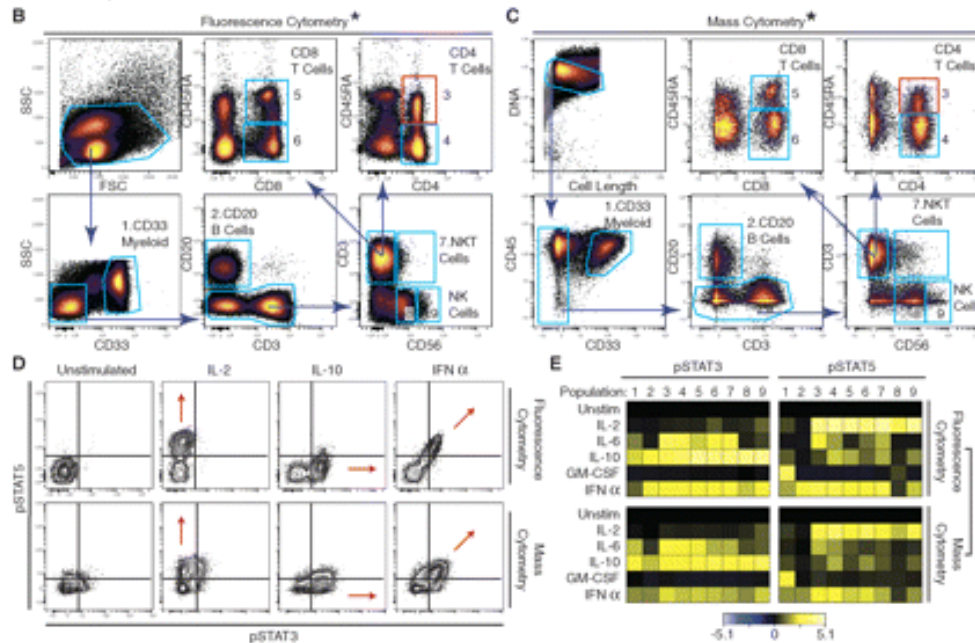 B
Fluorescence Cytometry★
SSC
FSC
CD45RA
CD8
T Cells
5
6
CD8
CD45RA
CD4
T Cells
3
4
CD4
SSC
1.CD33
Myeloid
CD33
CD20
2.CD20
B Cells
CD3
CD3
7.NKT
Cells
NK
Cells
9
CD56
C
Mass Cytometry★
DNA
Cell Length
CD45RA
CD8
T Cells
5
6
CD8
CD45RA
CD4
T Cells
3
4
CD4
CD45
1.CD33
Myeloid
CD33
CD20
2.CD20
B Cells
CD3
CD3
7.NKT
Cells
NK
Cells
9
CD56
D
Unstimulated IL-2 IL-10 IFN α
pSTAT5
Fluorescence
Cytometry
Mass
Cytometry
pSTAT3
E
pSTAT3 pSTAT5
Population: 1 2 3 4 5 6 7 8 9 1 2 3 4 5 6 7 8 9
Unstim
IL-2
IL-6
IL-10
GM-CSF
IFN α
Fluorescence
Cytometry
Unstim
IL-2
IL-6
IL-10
GM-CSF
IFN α
Mass
Cytometry
-5.1 0 5.1